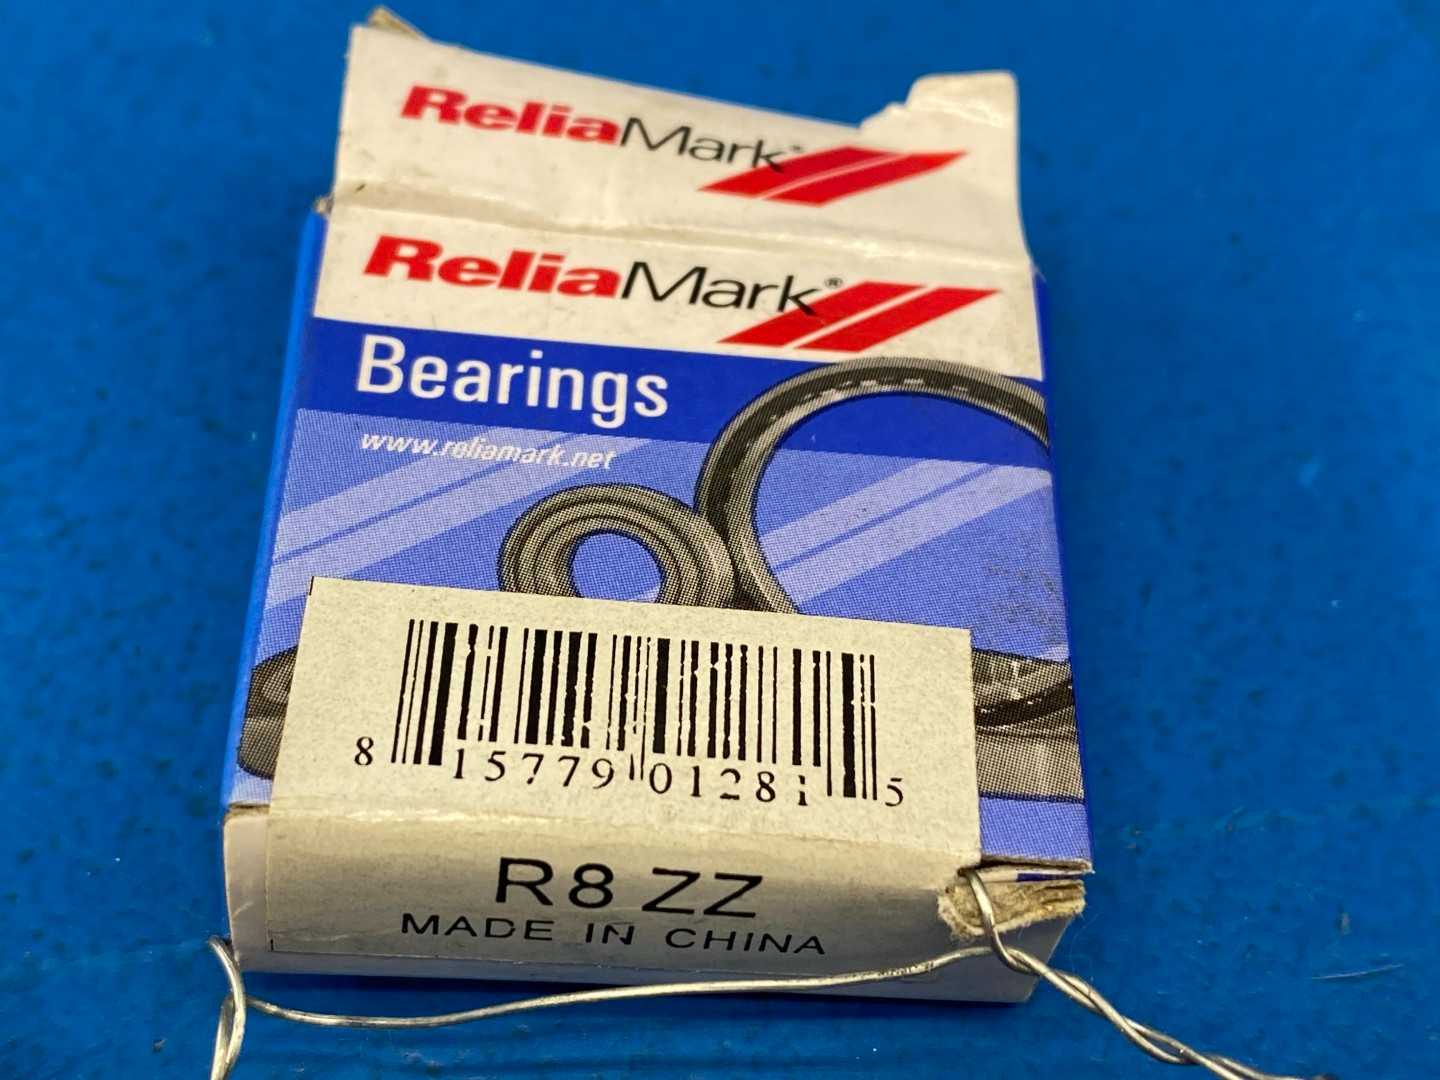 ReliaMark®
ReliaMark®
Bearings
www.reliamark.net
8 15779 01281 5
R8 ZZ
MADE IN CHINA